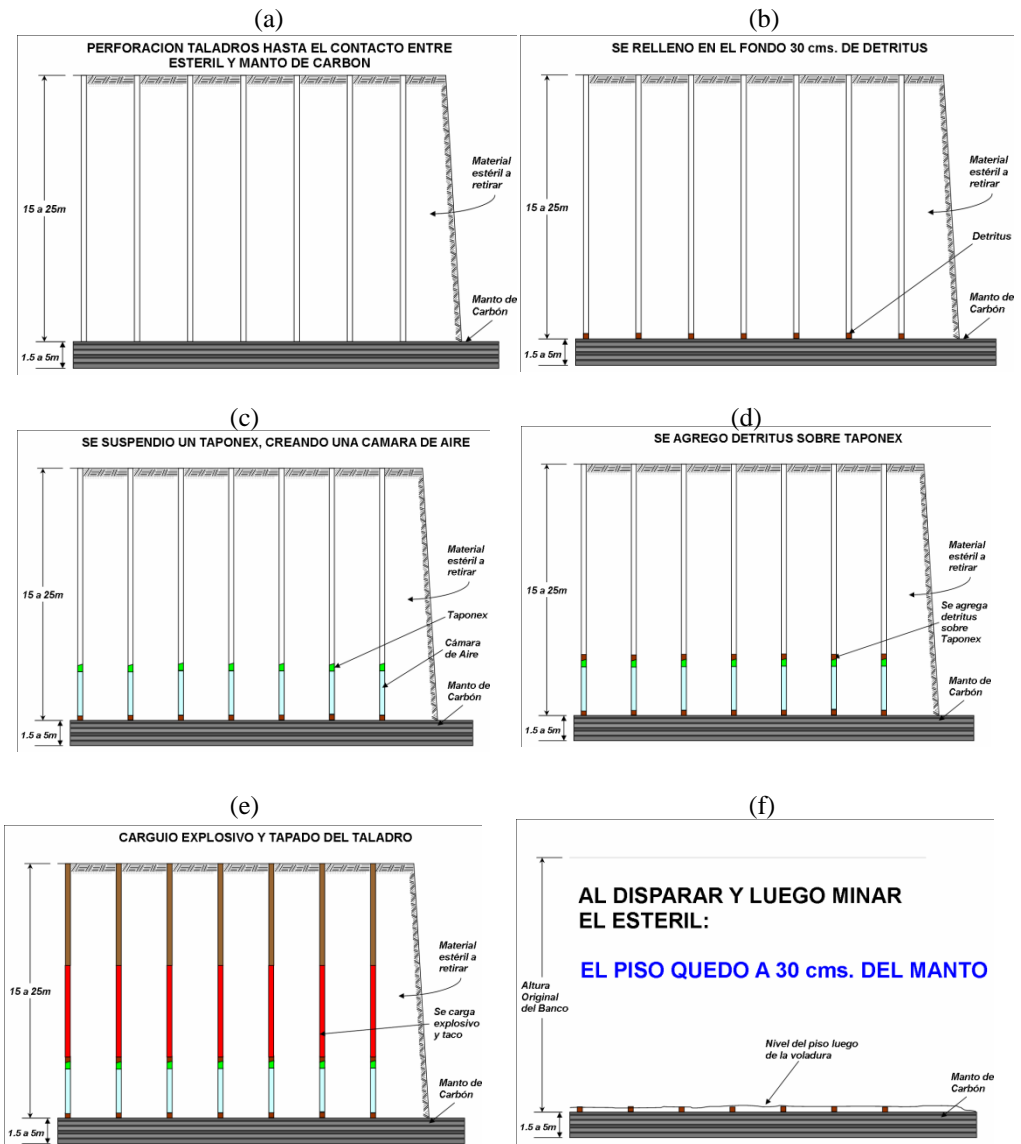 (a)
PERFORACION TALADROS HASTA EL CONTACTO ENTRE
ESTERIL Y MANTO DE CARBON
15 a 25m
Material
estéril a
retirar
Manto de
Carbón
1.5 a 5m
(b)
SE RELLENO EN EL FONDO 30 cms. DE DETRITUS
15 a 25m
Material
estéril a
retirar
Detritus
Manto de
Carbón
1.5 a 5m
(c)
SE SUSPENDIO UN TAPONEX, CREANDO UNA CAMARA DE AIRE
15 a 25m
Material
estéril a
retirar
Taponex
Cámara
de Aire
Manto de
Carbón
1.5 a 5m
(d)
SE AGREGO DETRITUS SOBRE TAPONEX
15 a 25m
Material
estéril a
retirar
Se agrega
detritus
sobre
Taponex
Manto de
Carbón
1.5 a 5m
(e)
CARGUIO EXPLOSIVO Y TAPADO DEL TALADRO
15 a 25m
Material
estéril a
retirar
Se carga
explosivo
y taco
Manto de
Carbón
1.5 a 5m
(f)
AL DISPARAR Y LUEGO MINAR
EL ESTERIL:
EL PISO QUEDO A 30 cms. DEL MANTO
Altura
Original
del Banco
Nivel del piso luego
de la voladura
Manto de
Carbón
1.5 a 5m